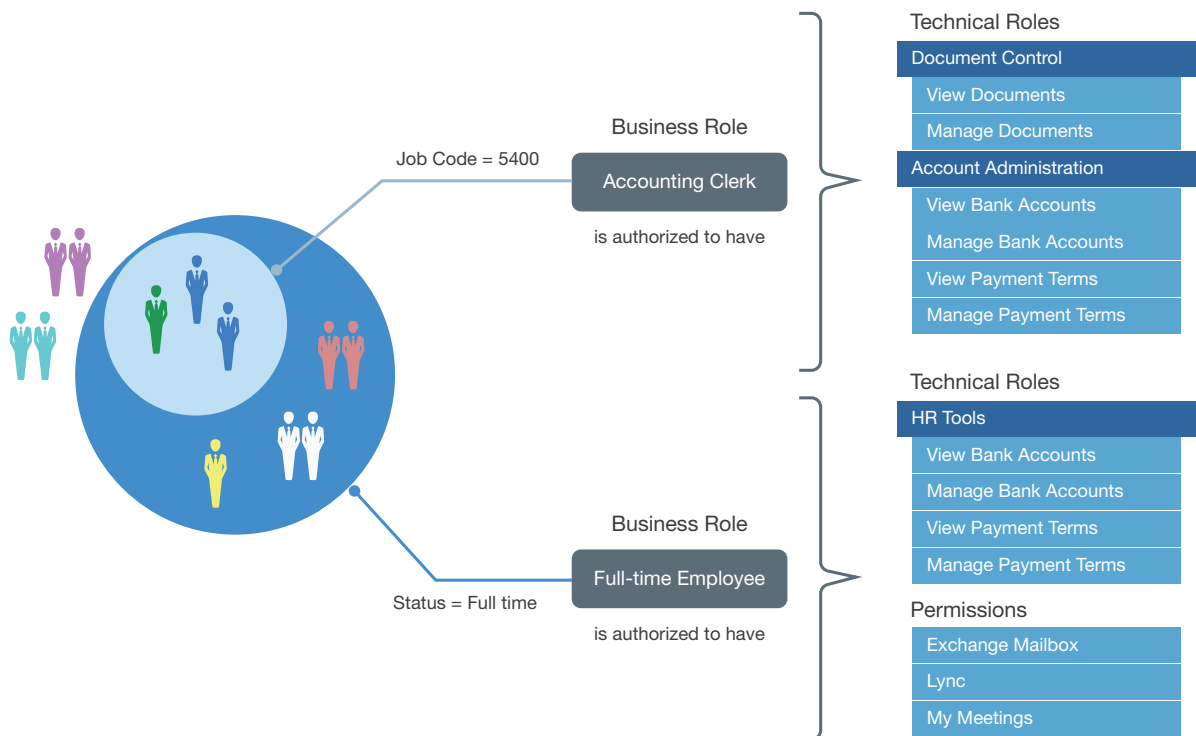 Job Code = 5400
Business Role
Accounting Clerk
is authorized to have
Technical Roles
Document Control
View Documents
Manage Documents
Account Administration
View Bank Accounts
Manage Bank Accounts
View Payment Terms
Manage Payment Terms
Status = Full time
Business Role
Full-time Employee
is authorized to have
Technical Roles
HR Tools
View Bank Accounts
Manage Bank Accounts
View Payment Terms
Manage Payment Terms
Permissions
Exchange Mailbox
Lync
My Meetings